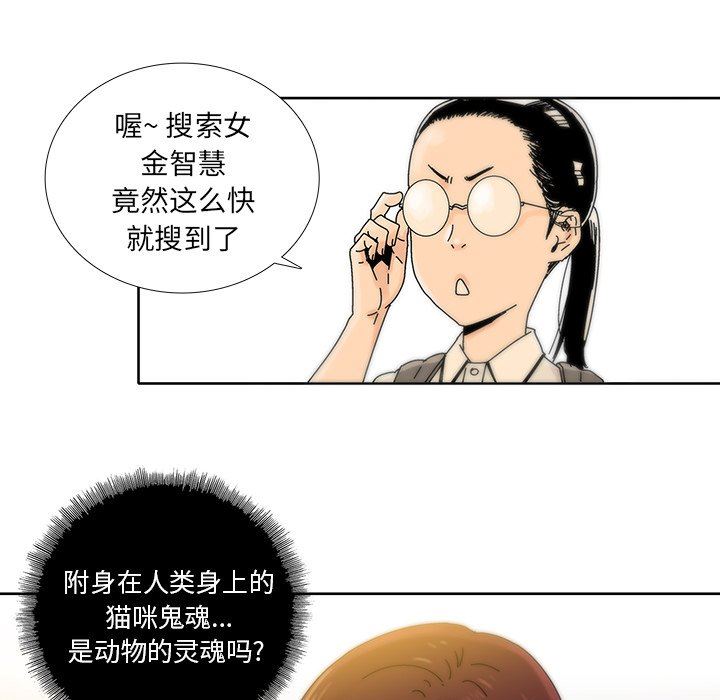 喔~ 搜索女
金智慧
竟然这么快
就搜到了
附身在人类身上的
猫咪鬼魂...
是动物的灵魂吗?